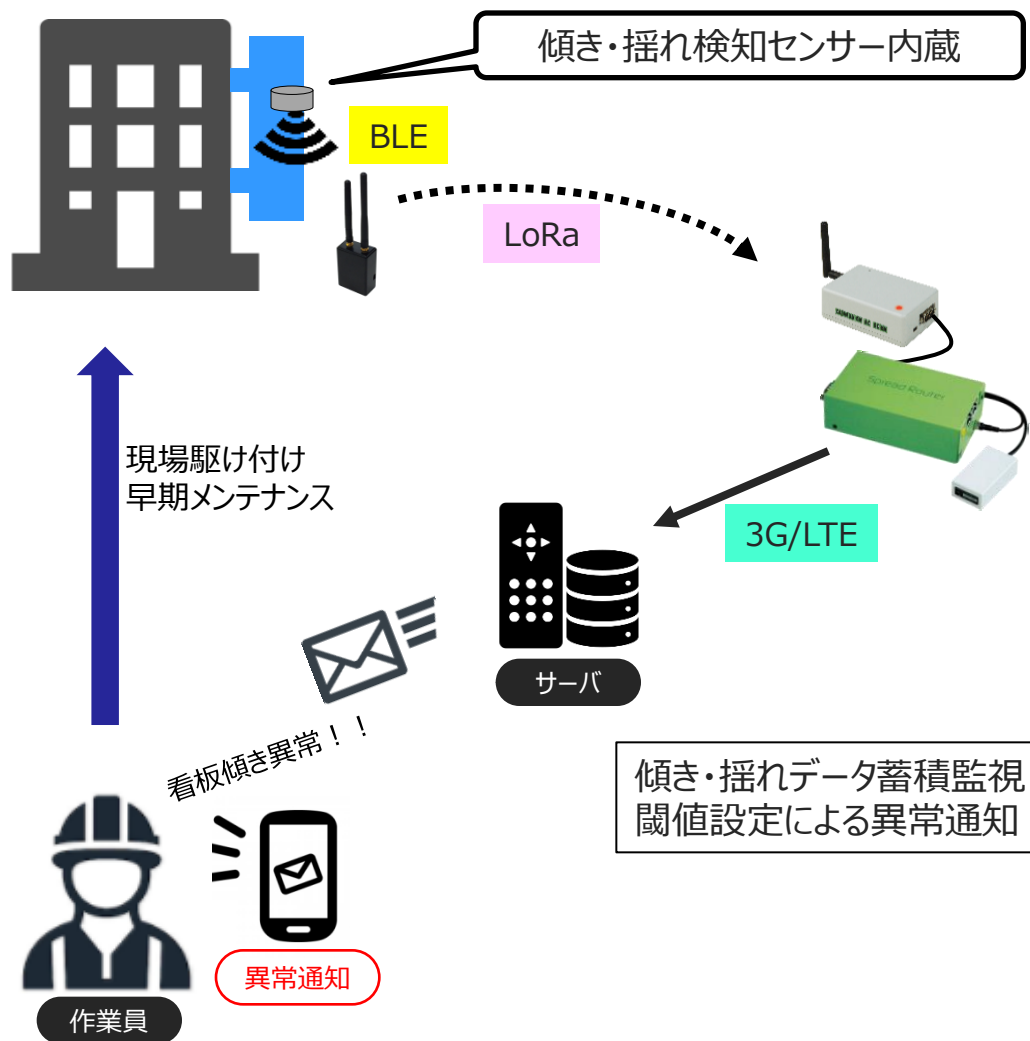 傾き・揺れ検知センサー内蔵
BLE
LoRa
Spread Router
現場駆け付け
早期メンテナンス
3G/LTE
サーバ
看板傾き異常！！
傾き・揺れデータ蓄積監視
閾値設定による異常通知
異常通知
作業員